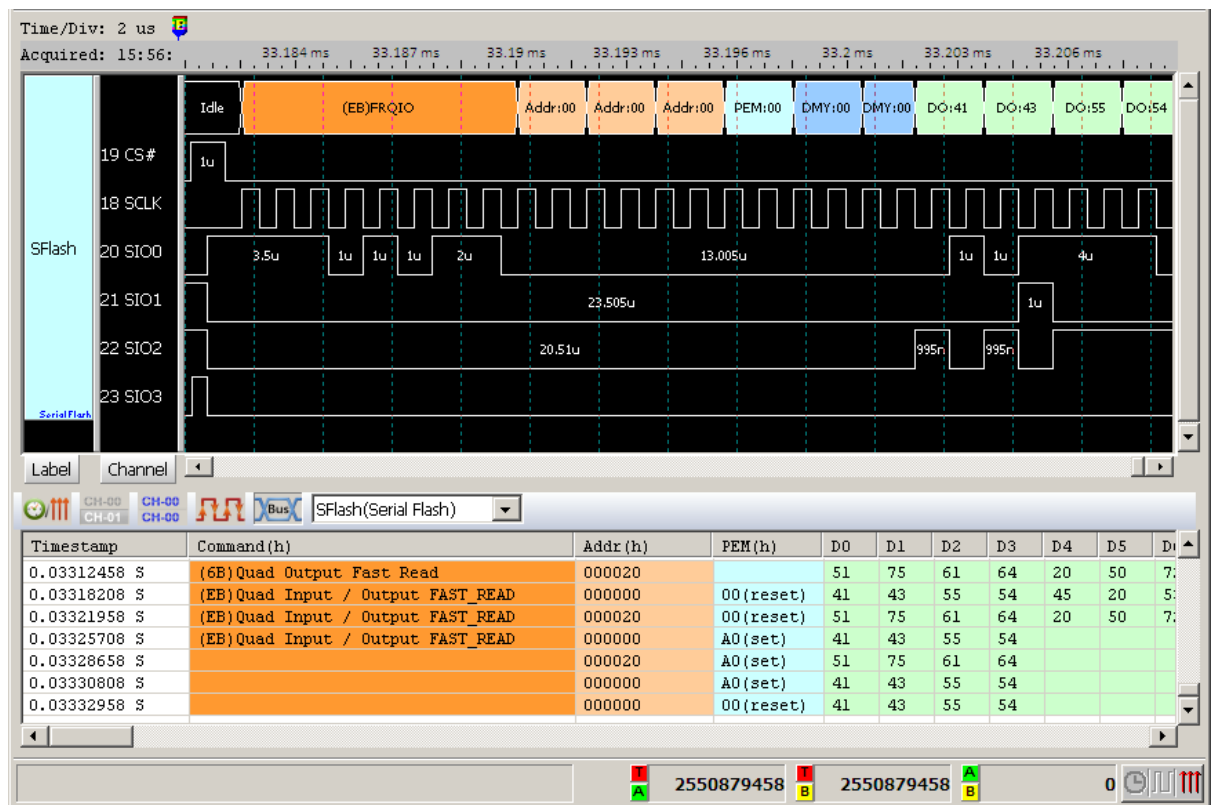 Time/Div: 2 us B
Acquired: 15:56: 33.184 ms 33.187 ms 33.19 ms 33.193 ms 33.196 ms 33.2 ms 33.203 ms 33.206 ms
Idle (EB)FRQIO Addr:00 Addr:00 Addr:00 PEM:00 DMY:00 DMY:00 DO:41 DO:43 DO:55 DO:54
19 CS# 1u
18 SCLK
SFlash 20 SIO0 3.5u 1u 1u 1u 2u 13.005u 1u 1u 4u
21 SIO1 23.505u 1u
22 SIO2 20.51u 995n 995n
23 SIO3
Serial Flash
Label Channel
CH-00 CH-01 CH-00 CH-00 Bus SFlash(Serial Flash)
Timestamp Command(h) Addr(h) PEM(h) D0 D1 D2 D3 D4 D5
0.03312458 S (6B)Quad Output Fast Read 000020 51 75 61 64 20 50
0.03318208 S (EB)Quad Input / Output FAST_READ 000000 00(reset) 41 43 55 54 45 20
0.03321958 S (EB)Quad Input / Output FAST_READ 000020 00(reset) 51 75 61 64 20 50
0.03325708 S (EB)Quad Input / Output FAST_READ 000000 A0(set) 41 43 55 54
0.03328658 S 000020 A0(set) 51 75 61 64
0.03330808 S 000000 A0(set) 41 43 55 54
0.03332958 S 000000 00(reset) 41 43 55 54
T A 2550879458 T B 2550879458 A B 0